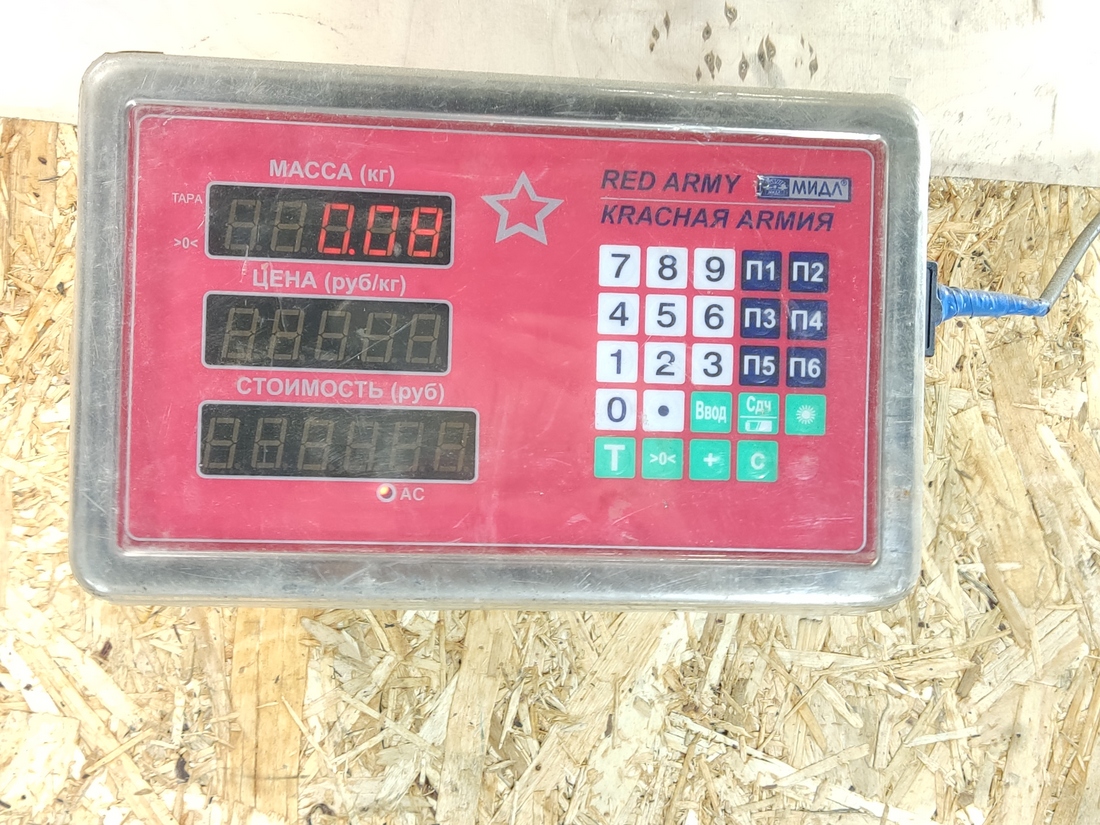 МАССА (кг)
ТАРА
>0<
0.08
ЦЕНА (руб/кг)
СТОИМОСТЬ (руб)
AC
RED ARMY МИДЛ®
KRАСНАЯ АRМИЯ
7 8 9 П1 П2
4 5 6 П3 П4
1 2 3 П5 П6
0 • Ввод Сдч
T >0< + C